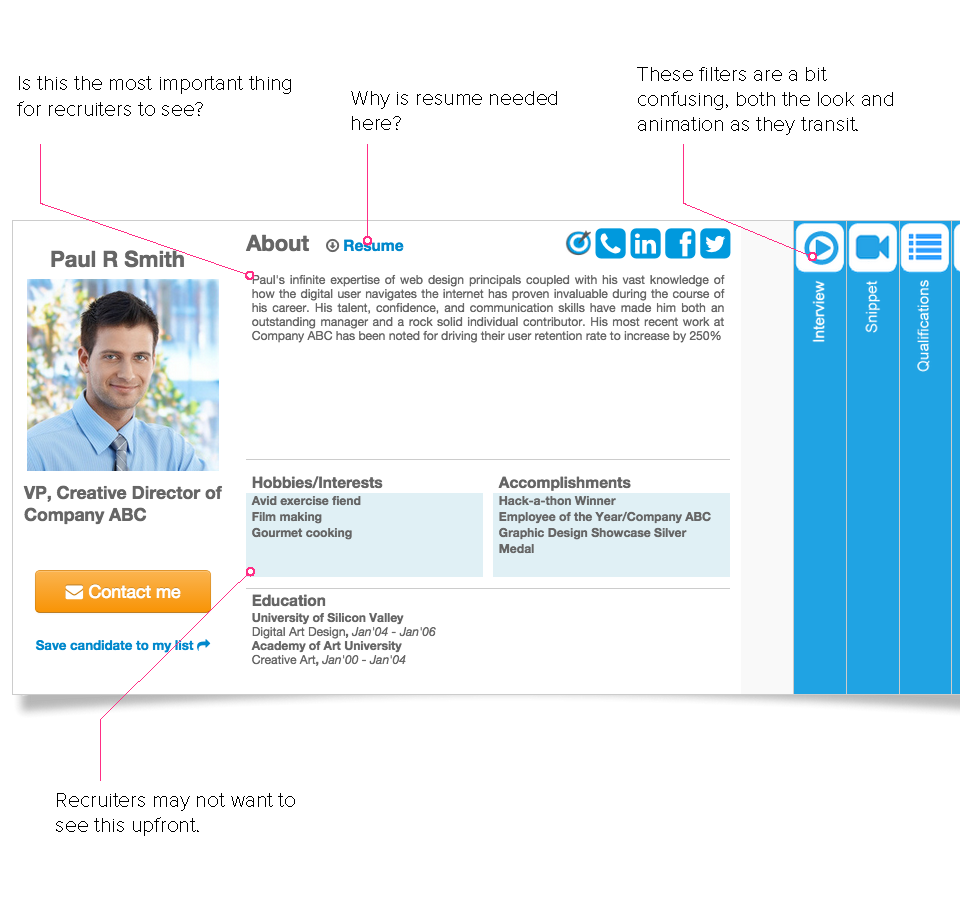 Is this the most important thing
for recruiters to see?
Why is resume needed
here?
These filters are a bit
confusing, both the look and
animation as they transit.
Paul R Smith
VP, Creative Director of
Company ABC
Contact me
Save candidate to my list
About
Resume
Paul's infinite expertise of web design principals coupled with his vast knowledge of
how the digital user navigates the internet has proven invaluable during the course of
his career. His talent, confidence, and communication skills have made him both an
outstanding manager and a rock solid individual contributor. His most recent work at
Company ABC has been noted for driving their user retention rate to increase by 250%
Hobbies/Interests
Avid exercise fiend
Film making
Gourmet cooking
Accomplishments
Hack-a-thon Winner
Employee of the Year/Company ABC
Graphic Design Showcase Silver
Medal
Education
University of Silicon Valley
Digital Art Design, Jan'04 - Jan'06
Academy of Art University
Creative Art, Jan'00 - Jan'04
in
Interview
Snippet
Qualifications
Recruiters may not want to
see this upfront.